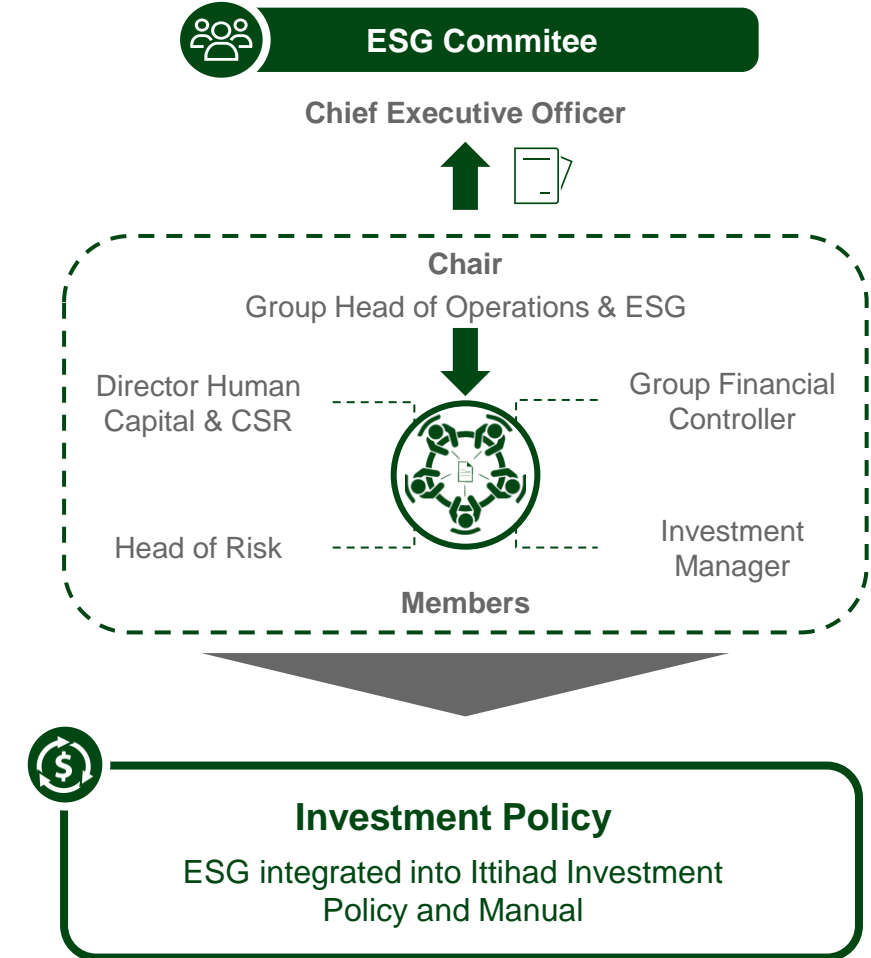 ESG Commitee
Chief Executive Officer
Chair
Group Head of Operations & ESG
Director Human
Capital & CSR
Group Financial
Controller
Head of Risk
Investment
Manager
Members
$
Investment Policy
ESG integrated into Ittihad Investment
Policy and Manual